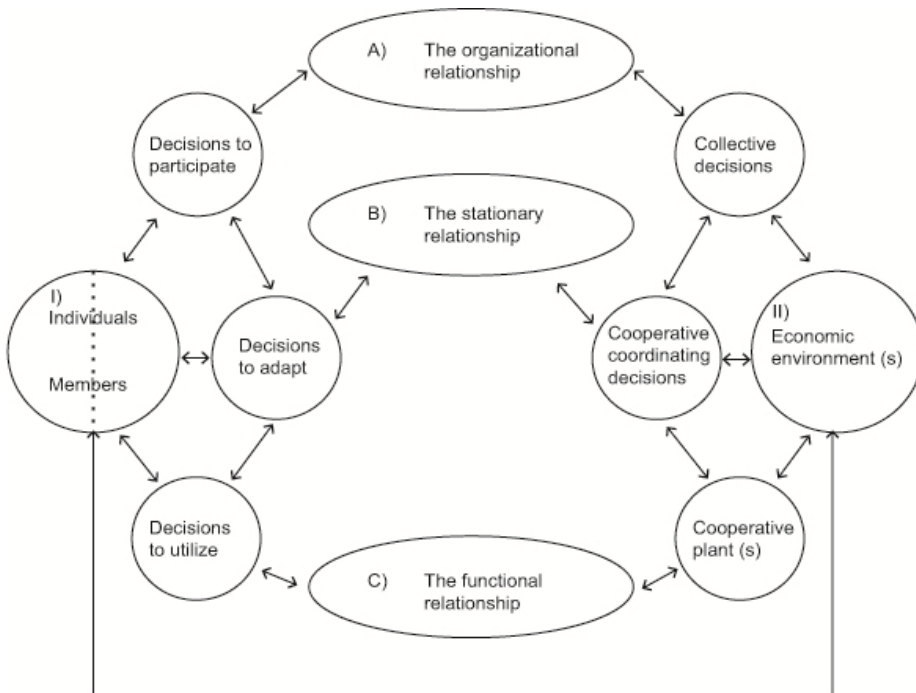 A) The organizational
relationship
Decisions to
participate
Collective
decisions
B) The stationary
relationship
I)
Individuals
Members
Decisions
to adapt
Cooperative
coordinating
decisions
II)
Economic
environment (s)
Decisions
to utilize
Cooperative
plant (s)
C) The functional
relationship